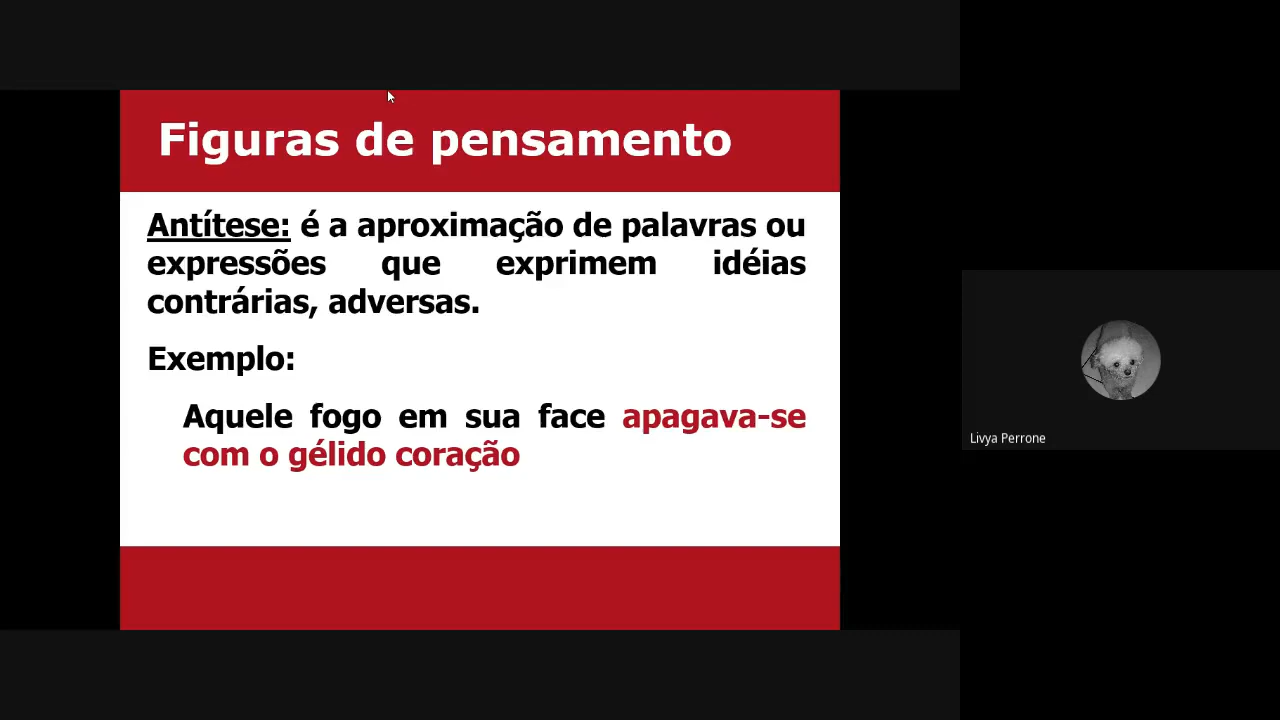 Figuras de pensamento
Antítese: é a aproximação de palavras ou
expressões que exprimem idéias
contrárias, adversas.
Exemplo:
Aquele fogo em sua face apagava-se
com o gélido coração
Livya Perrone